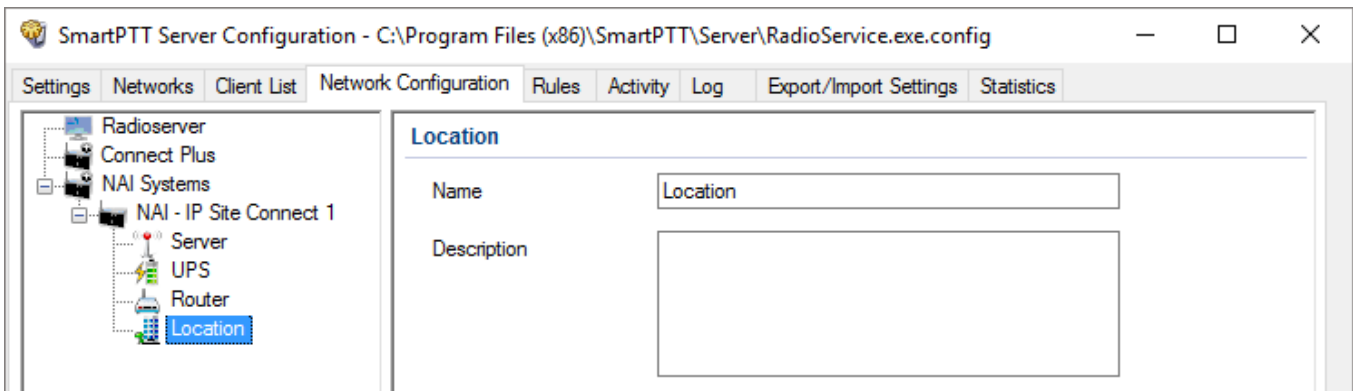 SmartPTT Server Configuration - C:\Program Files (x86)\SmartPTT\Server\RadioService.exe.config
Settings Networks Client List Network Configuration Rules Activity Log Export/Import Settings Statistics
Radioserver
Connect Plus
NAI Systems
NAI - IP Site Connect 1
Server
UPS
Router
Location
Location
Name Location
Description